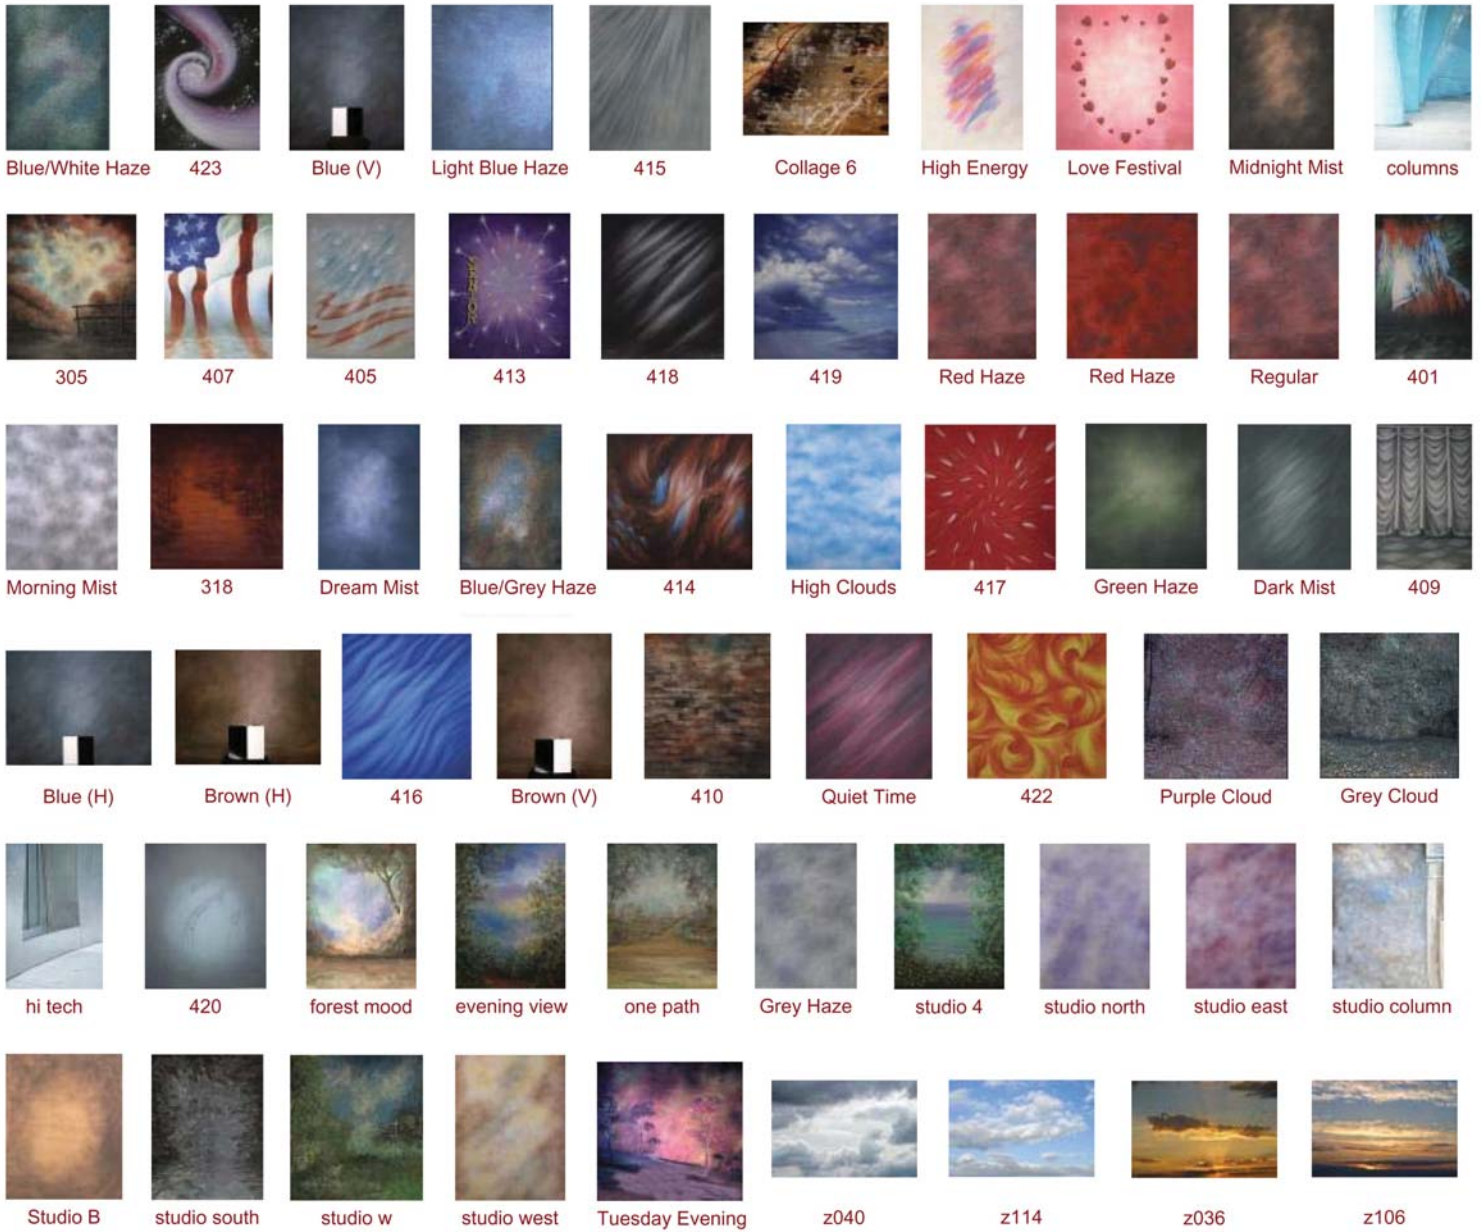 Blue/White Haze 423 Blue (V) Light Blue Haze 415 Collage 6 High Energy Love Festival Midnight Mist columns
305 407 405 413 418 419 Red Haze Red Haze Regular 401
Morning Mist 318 Dream Mist Blue/Grey Haze 414 High Clouds 417 Green Haze Dark Mist 409
Blue (H) Brown (H) 416 Brown (V) 410 Quiet Time 422 Purple Cloud Grey Cloud
hi tech 420 forest mood evening view one path Grey Haze studio 4 studio north studio east studio column
Studio B studio south studio w studio west Tuesday Evening z040 z114 z036 z106